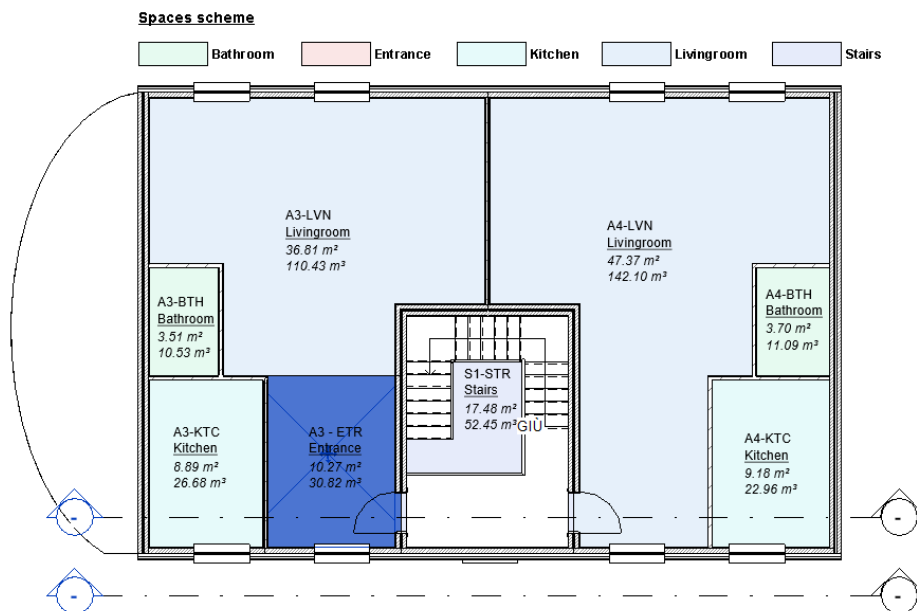 Spaces scheme
Bathroom
Entrance
Kitchen
Livingroom
Stairs
A3-LVN
Livingroom
36.81 m²
110.43 m³
A4-LVN
Livingroom
47.37 m²
142.10 m³
A3-BTH
Bathroom
3.51 m²
10.53 m³
A4-BTH
Bathroom
3.70 m²
11.09 m³
S1-STR
Stairs
17.48 m²
52.45 m³
GIÙ
A3-KTC
Kitchen
8.89 m²
26.68 m³
A3 - ETR
Entrance
10.27 m²
30.82 m³
A4-KTC
Kitchen
9.18 m²
22.96 m³
-
-
-
-